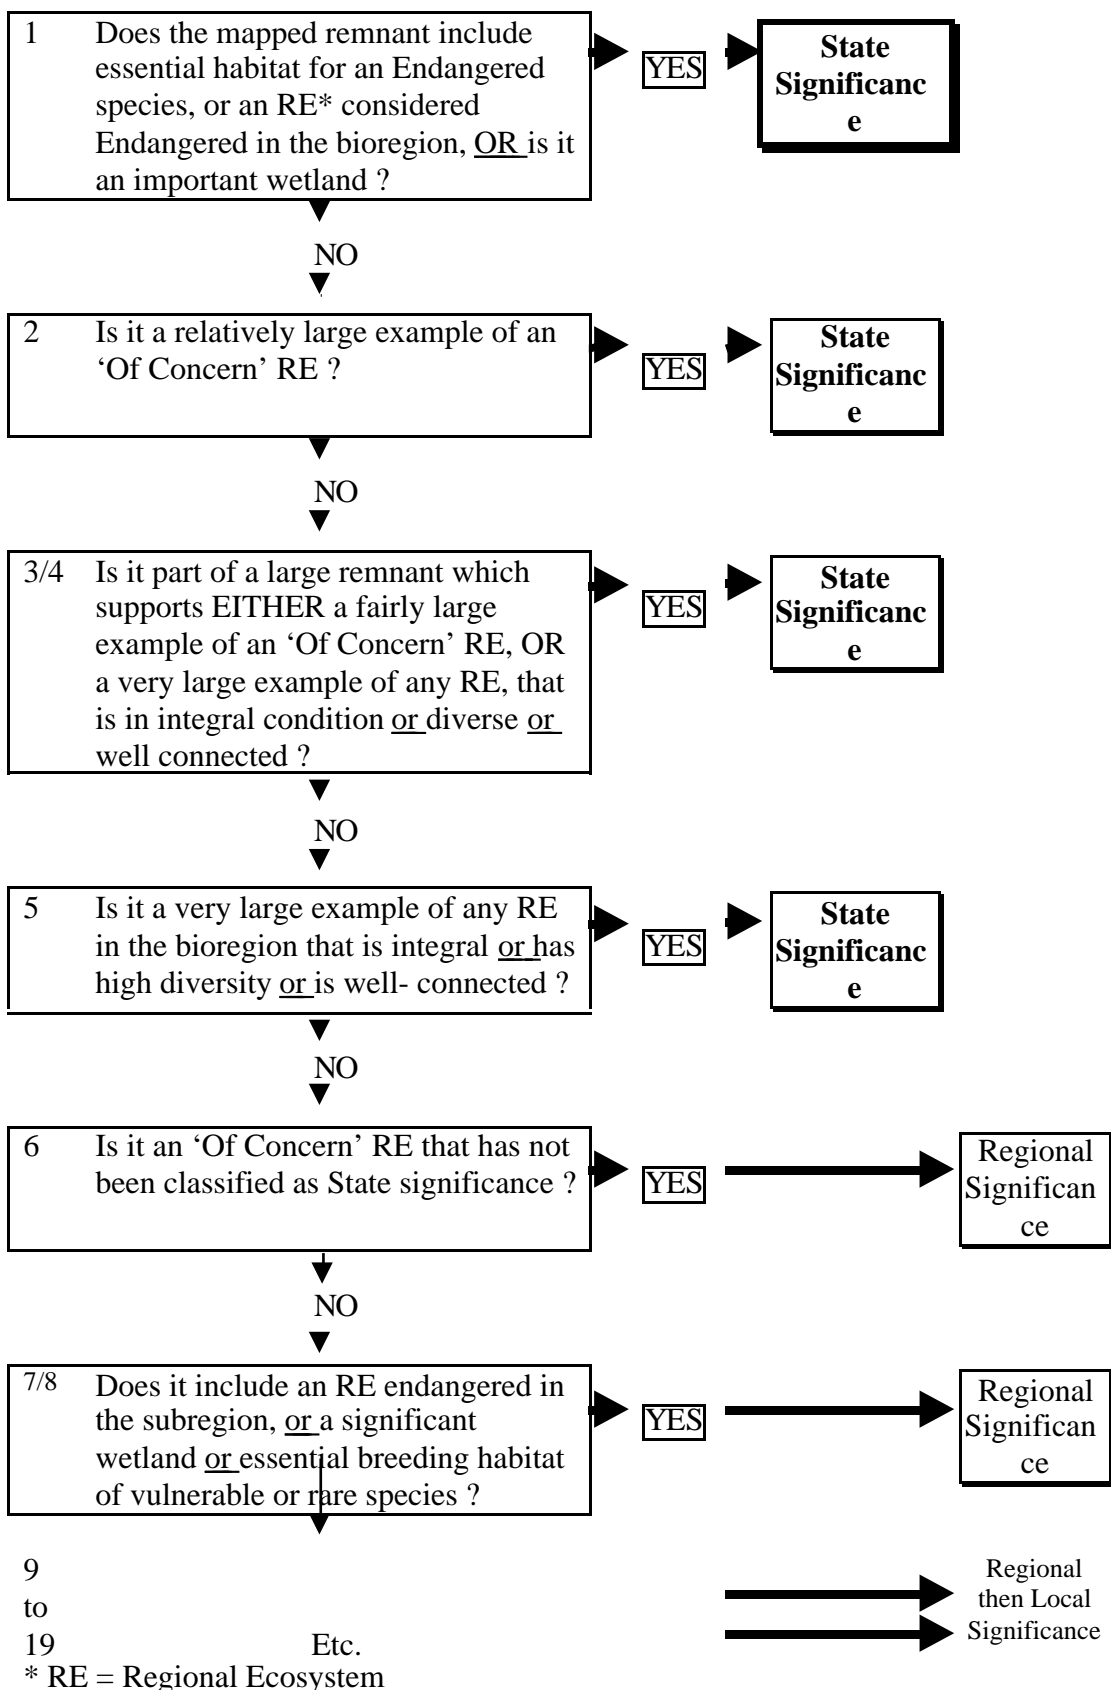 1 Does the mapped remnant include
essential habitat for an Endangered
species, or an RE* considered
Endangered in the bioregion, OR is it
an important wetland ?
YES
State
Significanc
e
NO
2 Is it a relatively large example of an
‘Of Concern’ RE ?
YES
State
Significanc
e
NO
3/4 Is it part of a large remnant which
supports EITHER a fairly large
example of an ‘Of Concern’ RE, OR
a very large example of any RE, that
is in integral condition or diverse or
well connected ?
YES
State
Significanc
e
NO
5 Is it a very large example of any RE
in the bioregion that is integral or has
high diversity or is well- connected ?
YES
State
Significanc
e
NO
6 Is it an ‘Of Concern’ RE that has not
been classified as State significance ?
YES
Regional
Significan
ce
NO
7/8 Does it include an RE endangered in
the subregion, or a significant
wetland or essential breeding habitat
of vulnerable or rare species ?
YES
Regional
Significan
ce
9
to
19 Etc.
Regional
then Local
Significance
* RE = Regional Ecosystem